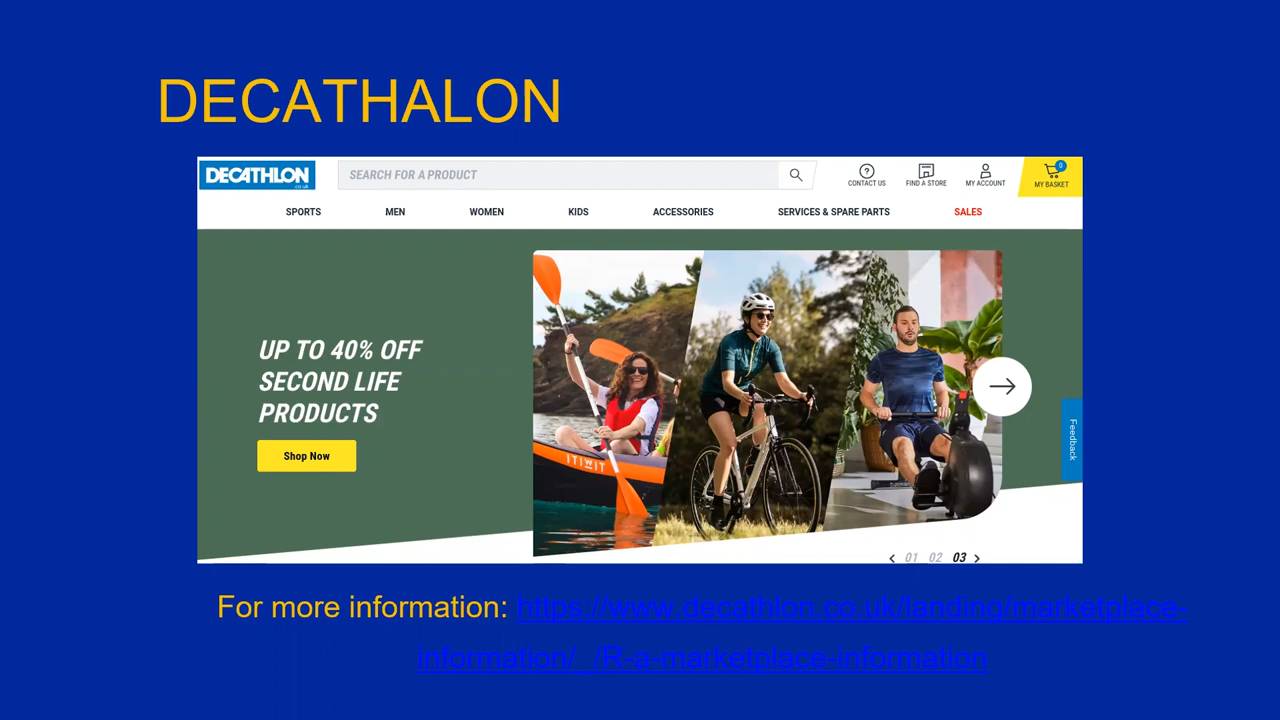 DECATHALON
DECATHLON
.co.uk
SEARCH FOR A PRODUCT
CONTACT US
FIND A STORE
MY ACCOUNT
0
MY BASKET
SPORTS MEN WOMEN KIDS ACCESSORIES SERVICES & SPARE PARTS SALES
UP TO 40% OFF
SECOND LIFE
PRODUCTS
Shop Now
ITIWIT
Feedback
01 02 03
For more information: https://www.decathlon.co.uk/landing/marketplace-
information/_/R-a-marketplace-information